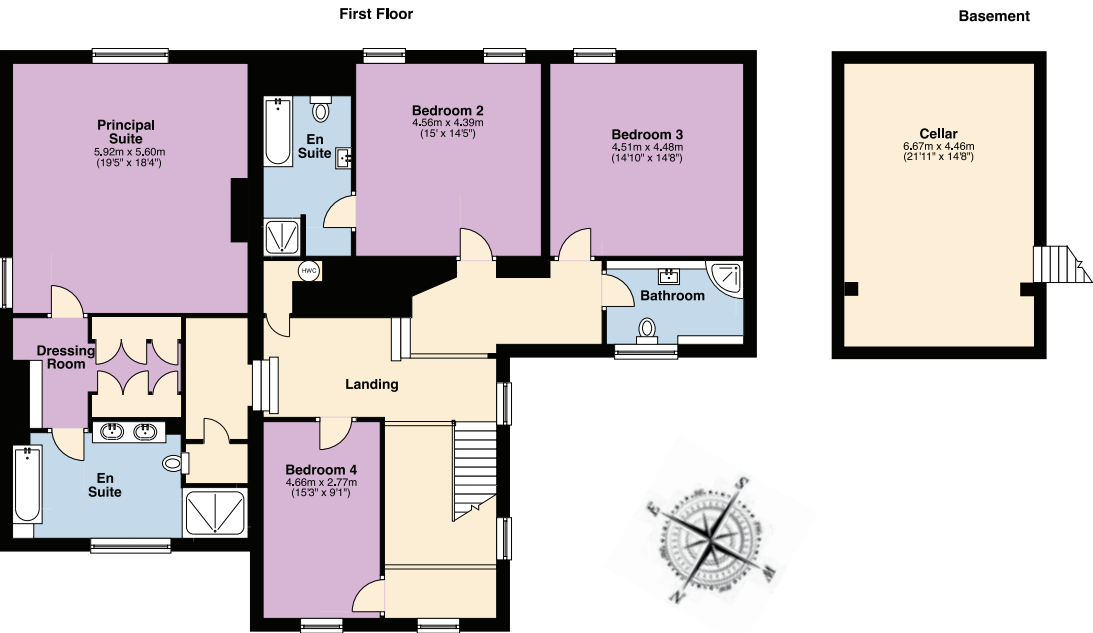 First Floor
Basement
Principal
Suite
5.92m x 5.60m
(19'5" x 18'4")
En
Suite
Bedroom 2
4.56m x 4.39m
(15' x 14'5")
Bedroom 3
4.51m x 4.48m
(14'10" x 14'8")
Cellar
6.67m x 4.46m
(21'11" x 14'8")
HWC
Bathroom
Dressing
Room
Landing
En
Suite
Bedroom 4
4.66m x 2.77m
(15'3" x 9'1")
S
E
W
N